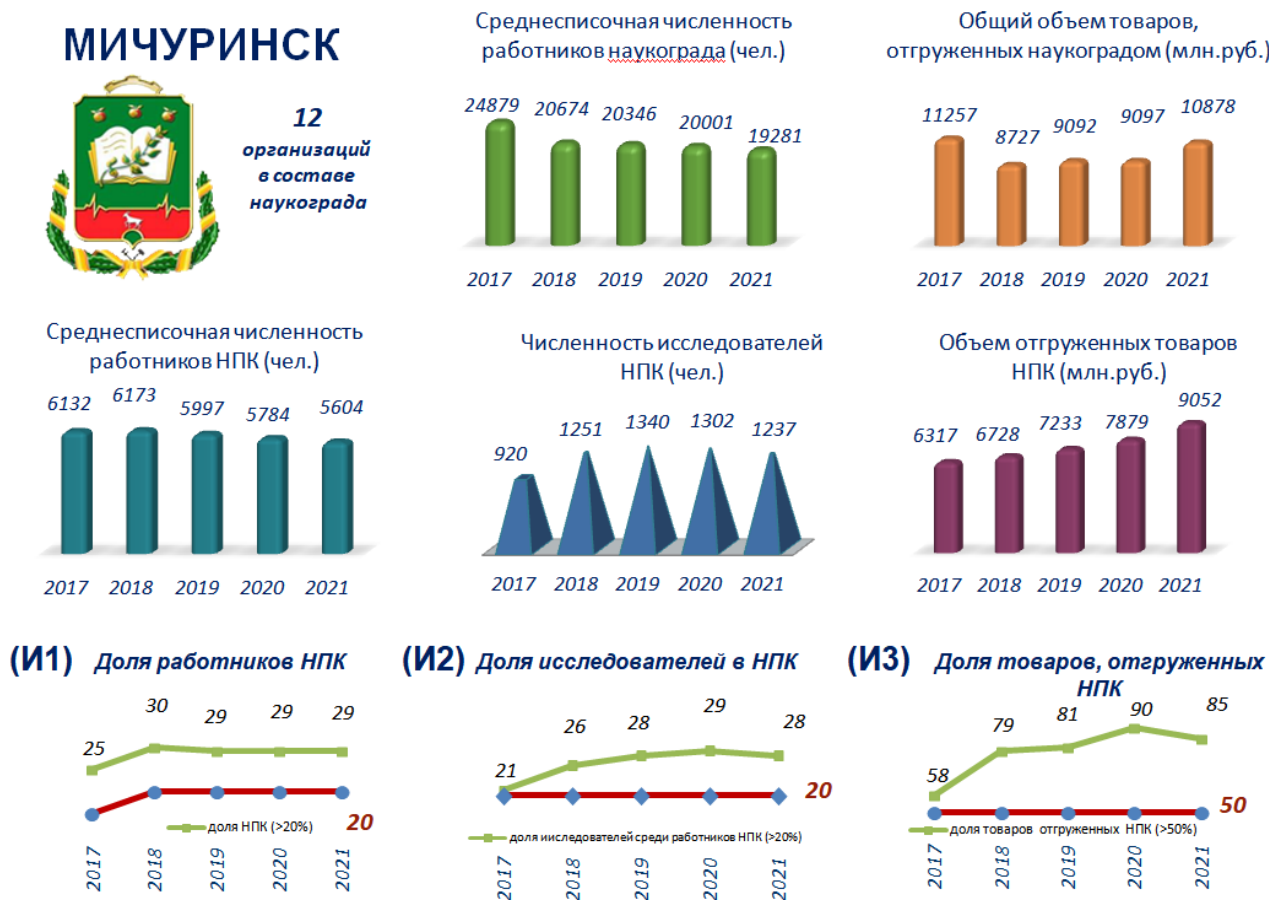 МИЧУРИНСК
12
организаций
в составе
наукограда
Среднесписочная численность
работников наукограда (чел.)
24879 20674 20346 20001 19281
2017 2018 2019 2020 2021
Общий объем товаров,
отгруженных наукоградом (млн.руб.)
11257 8727 9092 9097 10878
2017 2018 2019 2020 2021
Среднесписочная численность
работников НПК (чел.)
6132 6173 5997 5784 5604
2017 2018 2019 2020 2021
Численность исследователей
НПК (чел.)
920 1251 1340 1302 1237
2017 2018 2019 2020 2021
Объем отгруженных товаров
НПК (млн.руб.)
6317 6728 7233 7879 9052
2017 2018 2019 2020 2021
(И1) Доля работников НПК
25 30 29 29 29
20
доля НПК (>20%)
2017 2018 2019 2020 2021
(И2) Доля исследователей в НПК
21 26 28 29 28
20
доля ииследователей среди работников НПК (>20%)
2017 2018 2019 2020 2021
(И3) Доля товаров, отгруженных
НПК
58 79 81 90 85
50
доля товаров отгруженных НПК (>50%)
2017 2018 2019 2020 2021